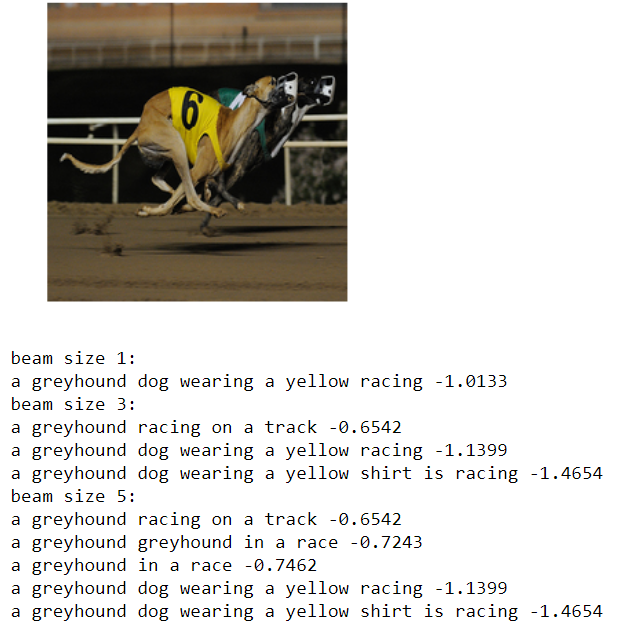 6
beam size 1:
a greyhound dog wearing a yellow racing -1.0133
beam size 3:
a greyhound racing on a track -0.6542
a greyhound dog wearing a yellow racing -1.1399
a greyhound dog wearing a yellow shirt is racing -1.4654
beam size 5:
a greyhound racing on a track -0.6542
a greyhound greyhound in a race -0.7243
a greyhound in a race -0.7462
a greyhound dog wearing a yellow racing -1.1399
a greyhound dog wearing a yellow shirt is racing -1.4654